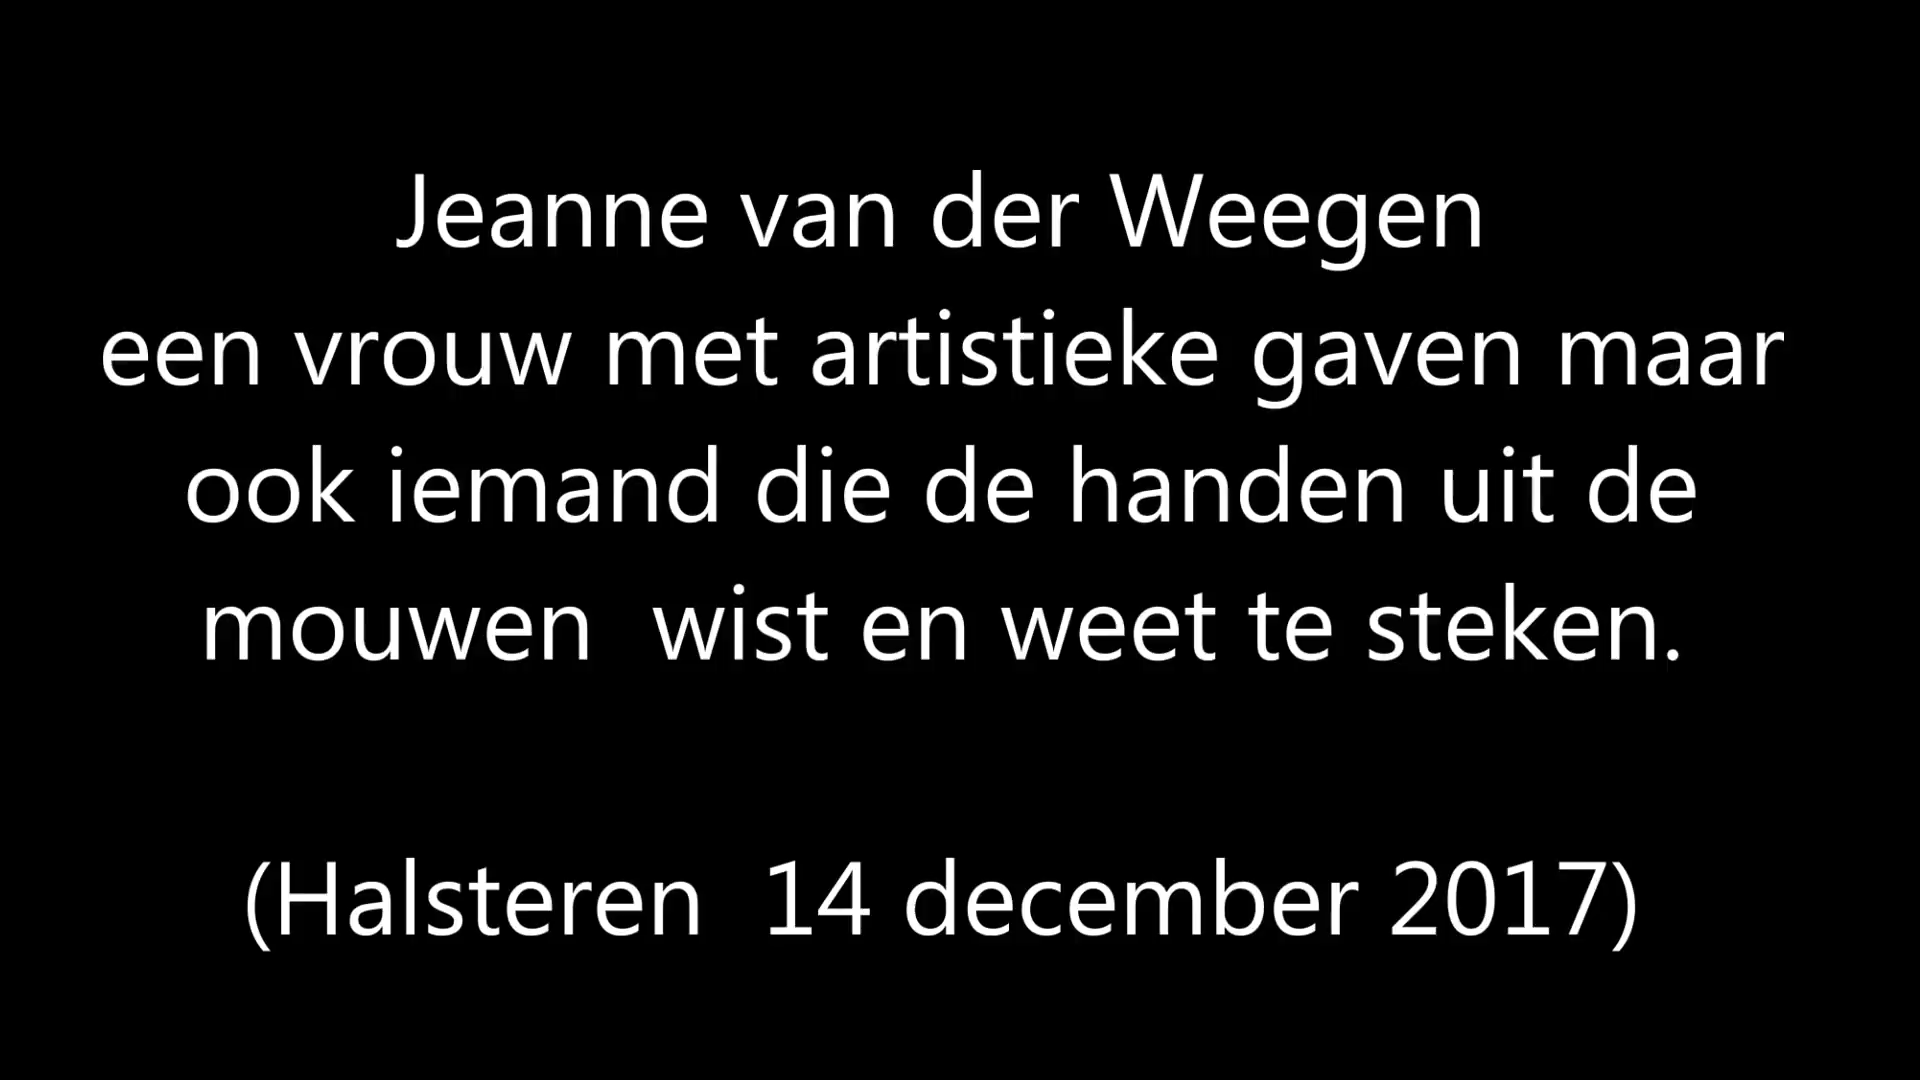 Jeanne van der Weegen
een vrouw met artistieke gaven maar
ook iemand die de handen uit de
mouwen  wist en weet te steken.
(Halsteren  14 december 2017)